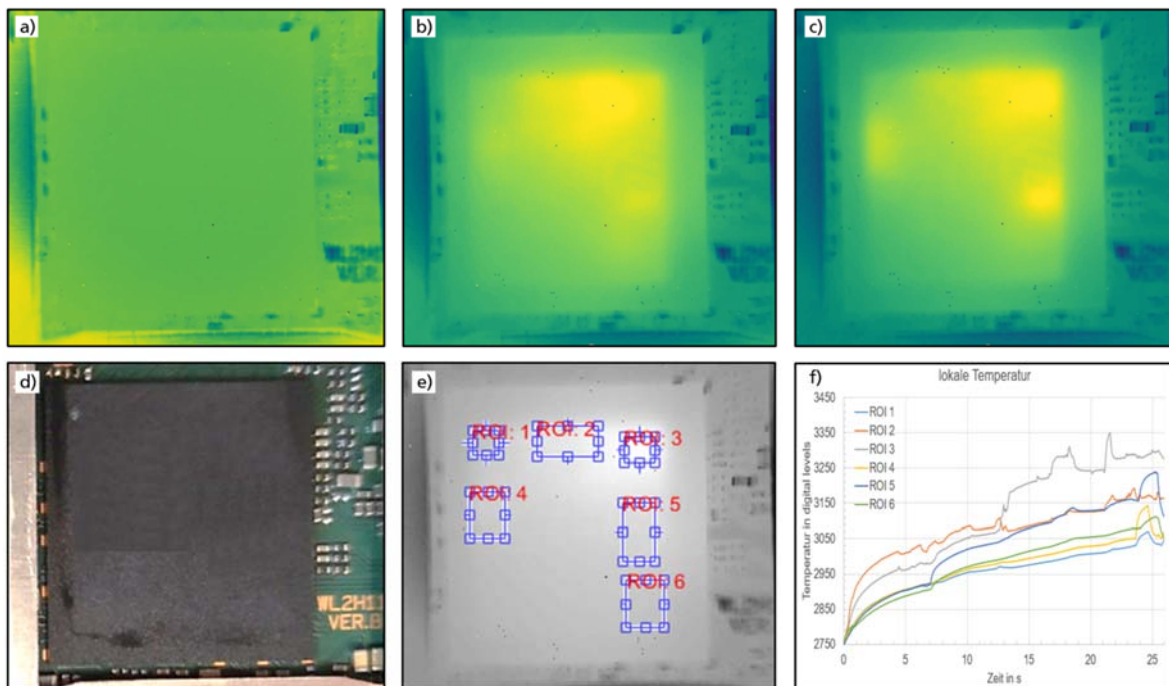 a)
b)
c)
d)
WL2H11
VER.B
e)
ROI: 1
ROI: 2
ROI: 3
ROI: 4
ROI: 5
ROI: 6
f)
lokale Temperatur
Temperatur in digital levels
3450
3350
3250
3150
3050
2950
2850
2750
ROI 1
ROI 2
ROI 3
ROI 4
ROI 5
ROI 6
0
5
10
15
20
25
Zeit in s